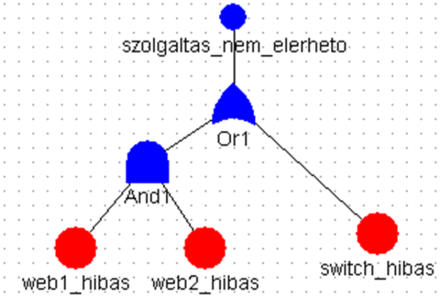 szolgaltas_nem_elerheto
Or1
And1
web1_hibas
web2_hibas
switch_hibas